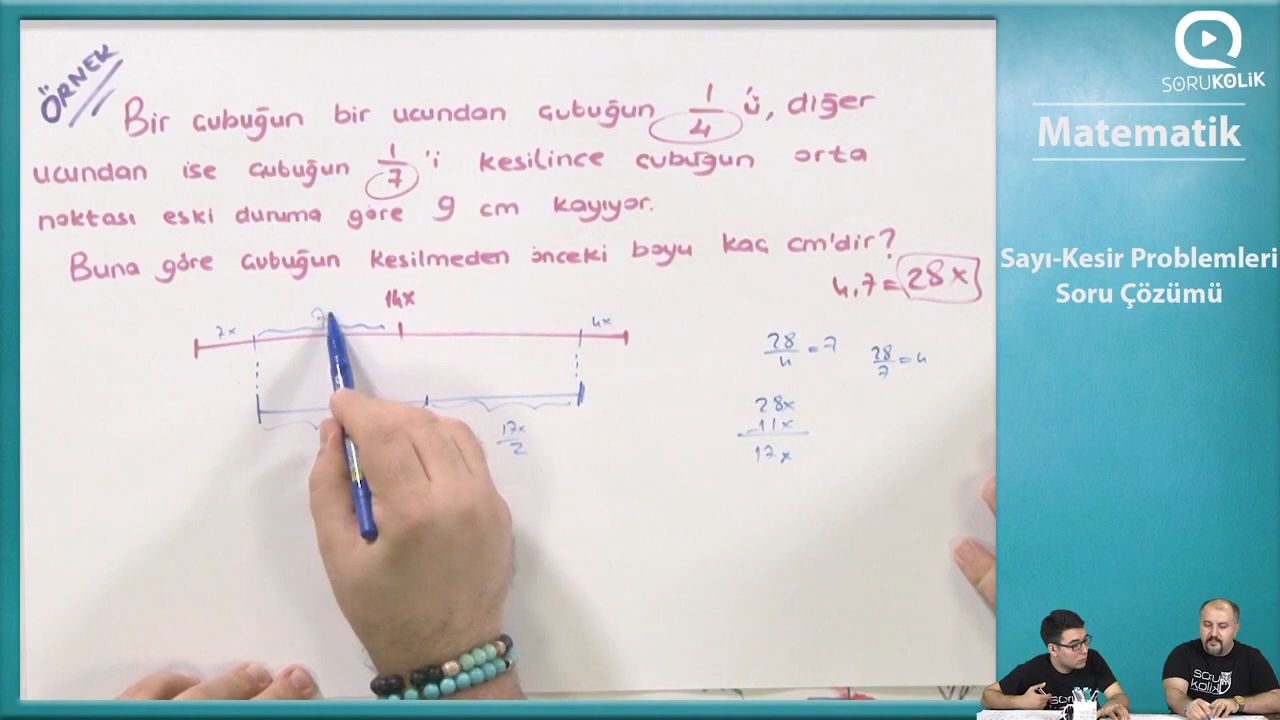 ÖRNEK
Bir çubuğun bir ucundan çubuğun 1/4 ü, diğer
ucundan ise çubuğun 1/7 'i kesilince çubuğun orta
noktası eski duruma göre 9 cm kayıyor.
Buna göre çubuğun kesilmeden önceki boyu kaç cm'dir?
4.7=28x
14x
7x
4x
17x/2
28/4 = 7
28/7 = 4
28x
-11x
17x
SORUKOLiK
Matematik
Sayı-Kesir Problemleri
Soru Çözümü